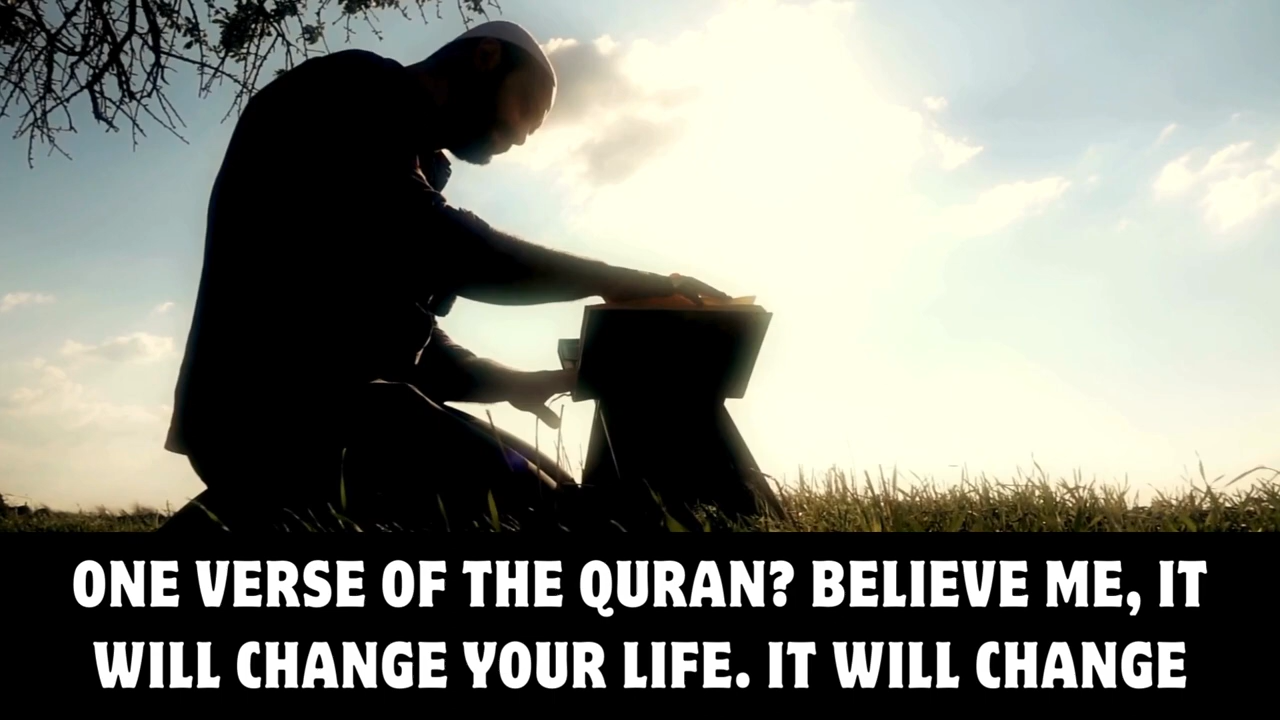 ONE VERSE OF THE QURAN? BELIEVE ME, IT
WILL CHANGE YOUR LIFE. IT WILL CHANGE